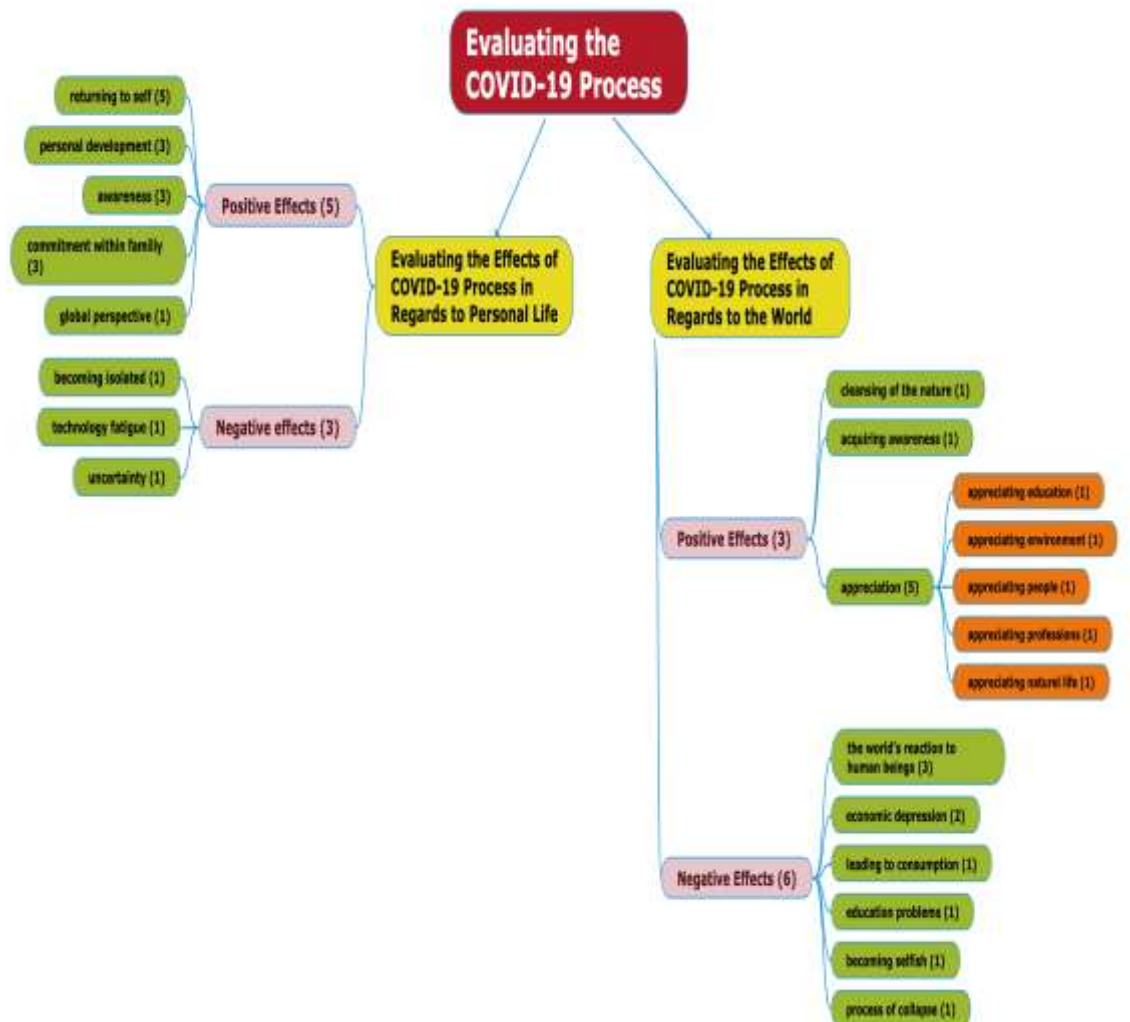 Evaluating the
COVID-19 Process
returning to self (5)
personal development (3)
awareness (3)
commitment within familiy
(3)
global perspective (1)
Positive Effects (5)
becoming isolated (1)
technology fatigue (1)
uncertainty (1)
Negative effects (3)
Evaluating the Effects of
COVID-19 Process in
Regards to Personal Life
Evaluating the Effects of
COVID-19 Process in
Regards to the World
Positive Effects (3)
cleansing of the nature (1)
acquiring awareness (1)
appreciation (5)
appreciating education (1)
appreciating environment (1)
appreciating people (1)
appreciating professions (1)
appreciating naturel life (1)
Negative Effects (6)
the world's reaction to
human beings (3)
economic depression (2)
leading to consumption (1)
education problems (1)
becoming selfish (1)
process of collapse (1)